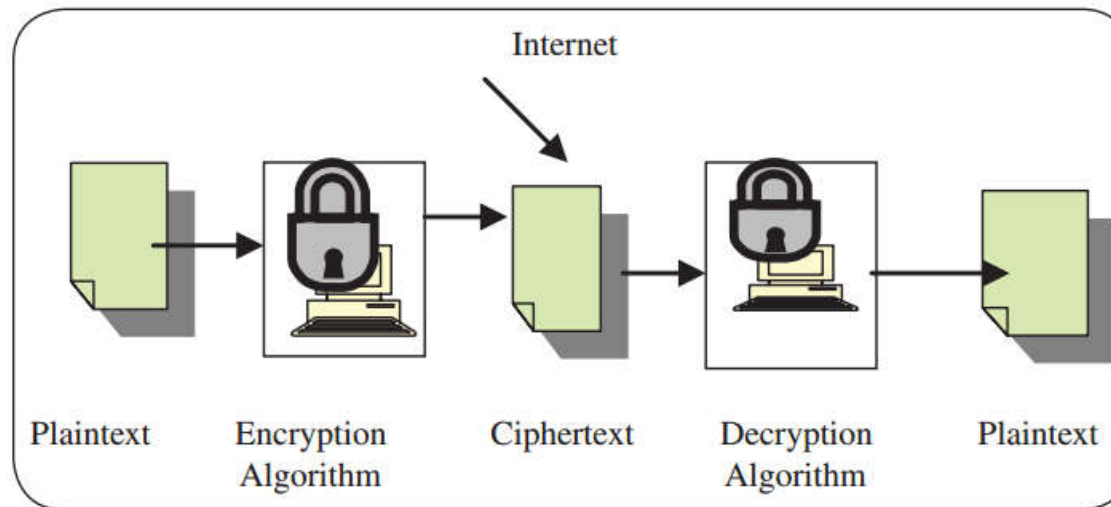 Internet
Plaintext
Encryption
Algorithm
Ciphertext
Decryption
Algorithm
Plaintext